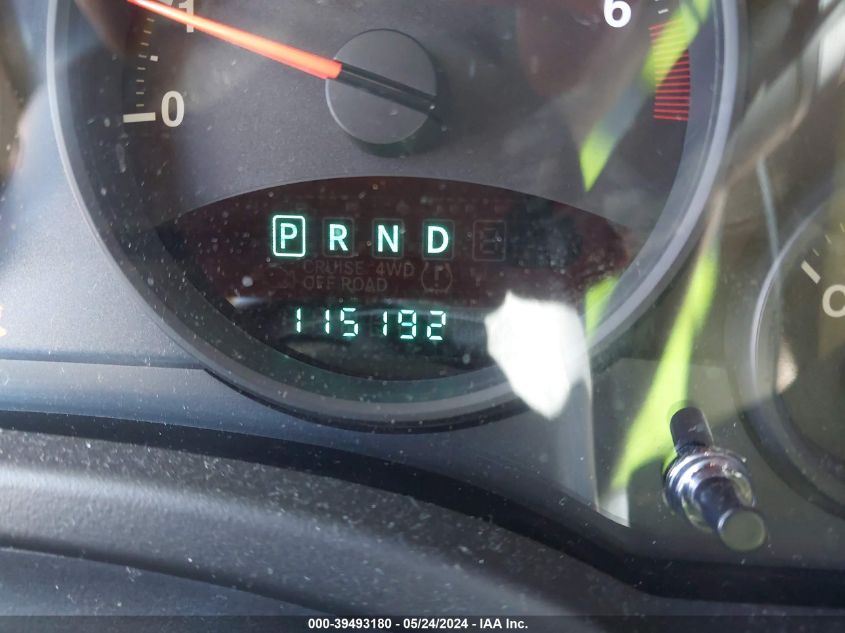 1 6
0
P R N D E
CRUISE 4WD (!)
OFF ROAD
115192
C
000-39493180 - 05/24/2024 - IAA Inc.